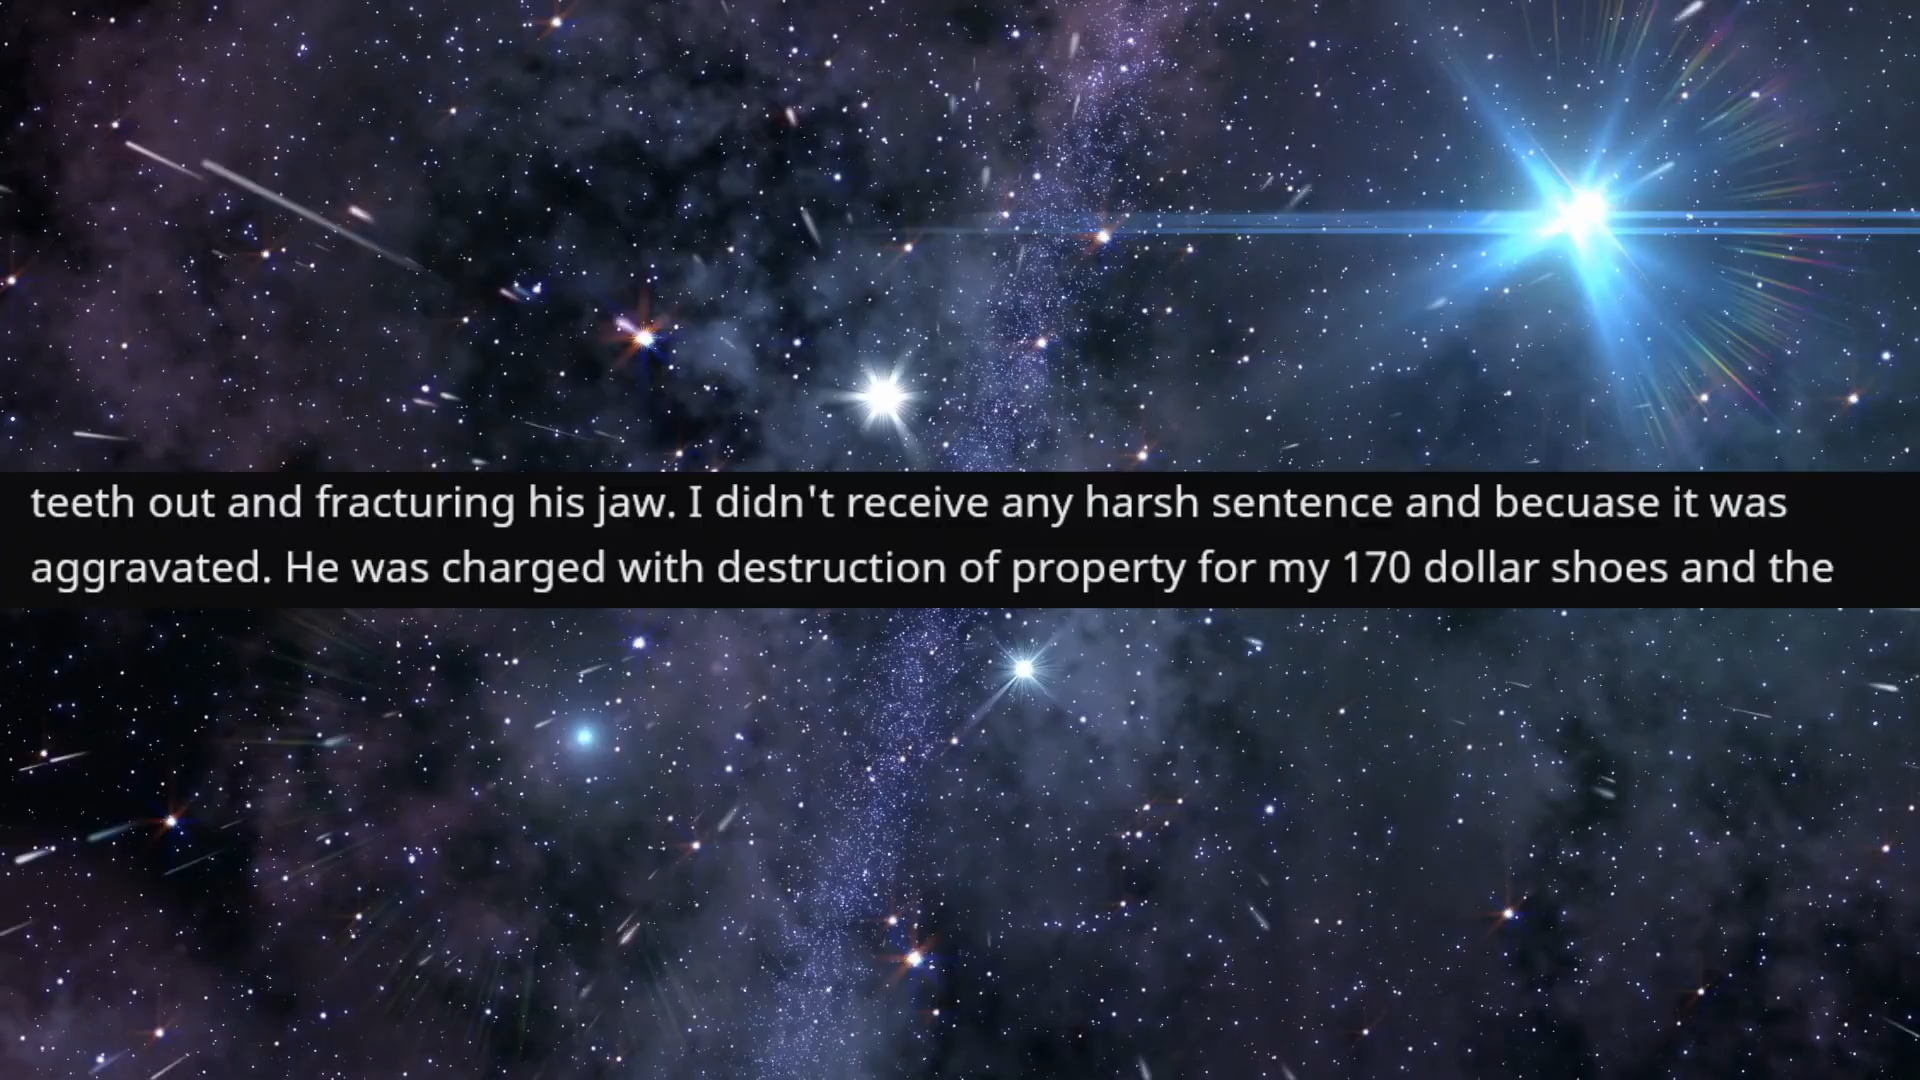 teeth out and fracturing his jaw. I didn't receive any harsh sentence and becuase it was
aggravated. He was charged with destruction of property for my 170 dollar shoes and the